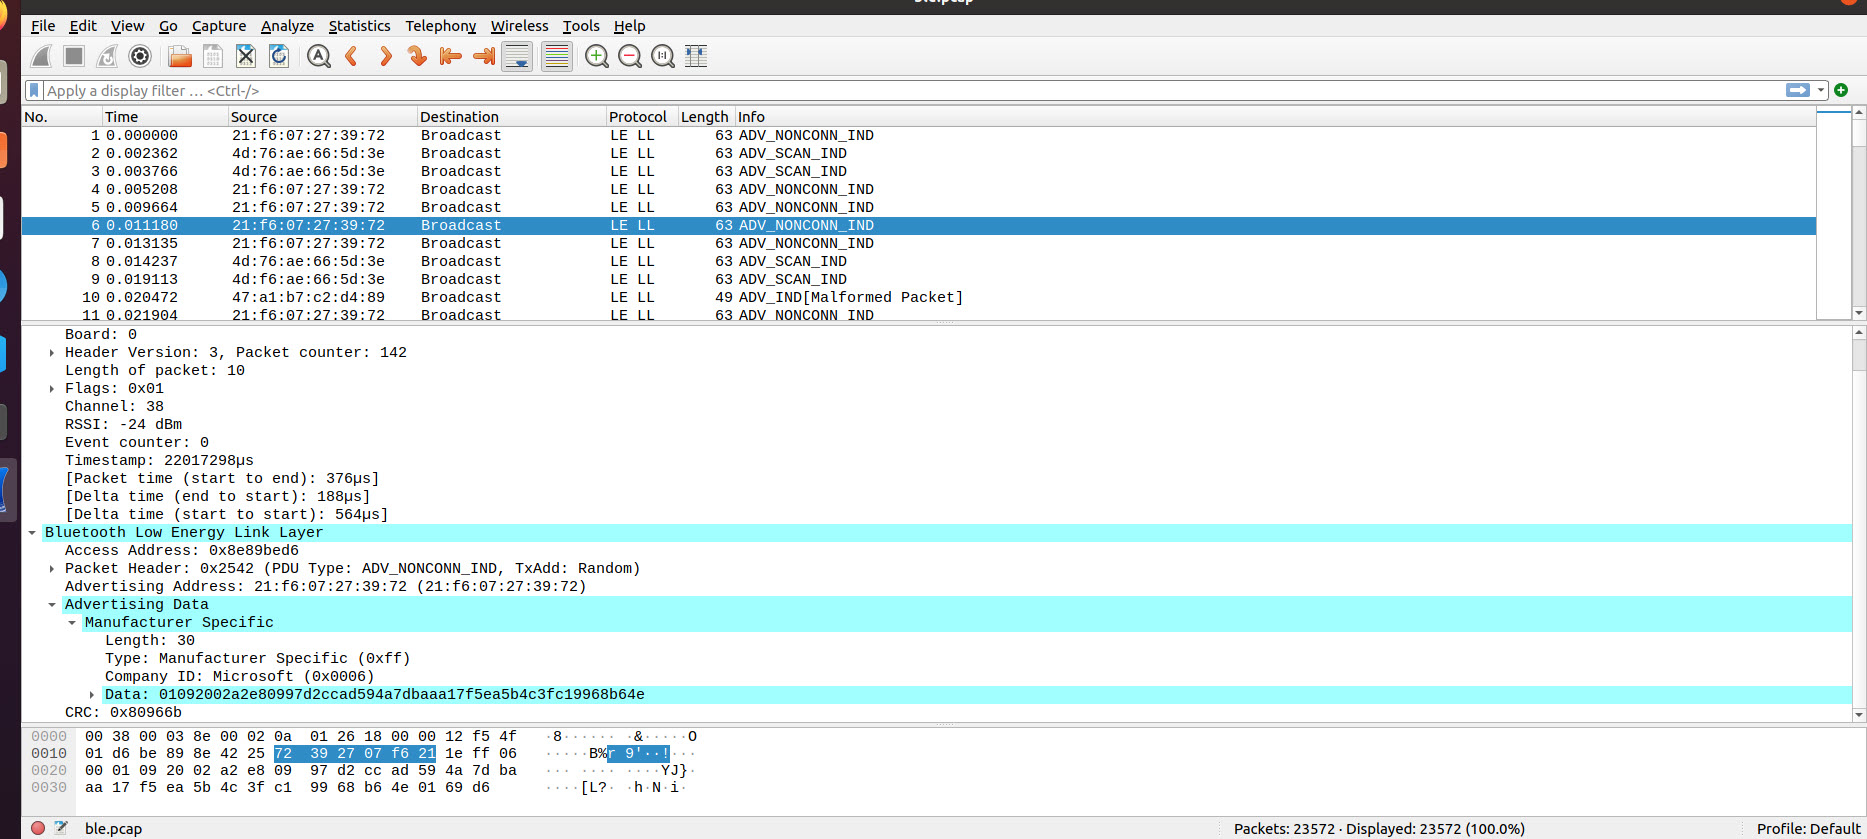 ble.pcap
File Edit View Go Capture Analyze Statistics Telephony Wireless Tools Help
Apply a display filter … <Ctrl-/>
No. Time Source Destination Protocol Length Info
1 0.000000 21:f6:07:27:39:72 Broadcast LE LL 63 ADV_NONCONN_IND
2 0.002362 4d:76:ae:66:5d:3e Broadcast LE LL 63 ADV_SCAN_IND
3 0.003766 4d:76:ae:66:5d:3e Broadcast LE LL 63 ADV_SCAN_IND
4 0.005208 21:f6:07:27:39:72 Broadcast LE LL 63 ADV_NONCONN_IND
5 0.009664 21:f6:07:27:39:72 Broadcast LE LL 63 ADV_NONCONN_IND
6 0.011180 21:f6:07:27:39:72 Broadcast LE LL 63 ADV_NONCONN_IND
7 0.013135 21:f6:07:27:39:72 Broadcast LE LL 63 ADV_NONCONN_IND
8 0.014237 4d:76:ae:66:5d:3e Broadcast LE LL 63 ADV_SCAN_IND
9 0.019113 4d:f6:ae:66:5d:3e Broadcast LE LL 63 ADV_SCAN_IND
10 0.020472 47:a1:b7:c2:d4:89 Broadcast LE LL 49 ADV_IND[Malformed Packet]
11 0.021904 21:f6:07:27:39:72 Broadcast LE LL 63 ADV_NONCONN_IND
Board: 0
Header Version: 3, Packet counter: 142
Length of packet: 10
Flags: 0x01
Channel: 38
RSSI: -24 dBm
Event counter: 0
Timestamp: 22017298µs
[Packet time (start to end): 376µs]
[Delta time (end to start): 188µs]
[Delta time (start to start): 564µs]
Bluetooth Low Energy Link Layer
Access Address: 0x8e89bed6
Packet Header: 0x2542 (PDU Type: ADV_NONCONN_IND, TxAdd: Random)
Advertising Address: 21:f6:07:27:39:72 (21:f6:07:27:39:72)
Advertising Data
Manufacturer Specific
Length: 30
Type: Manufacturer Specific (0xff)
Company ID: Microsoft (0x0006)
Data: 01092002a2e80997d2ccad594a7dbaaa17f5ea5b4c3fc19968b64e
CRC: 0x80966b
0000 00 38 00 03 8e 00 02 0a 01 26 18 00 00 12 f5 4f ·8······ ·&·····O
0010 01 d6 be 89 8e 42 25 72 39 27 07 f6 21 1e ff 06 ·····B%r 9'··!···
0020 00 01 09 20 02 a2 e8 09 97 d2 cc ad 59 4a 7d ba ··· ···· ····YJ}·
0030 aa 17 f5 ea 5b 4c 3f c1 99 68 b6 4e 01 69 d6 ····[L?· ·h·N·i·
ble.pcap Packets: 23572 · Displayed: 23572 (100.0%) Profile: Default